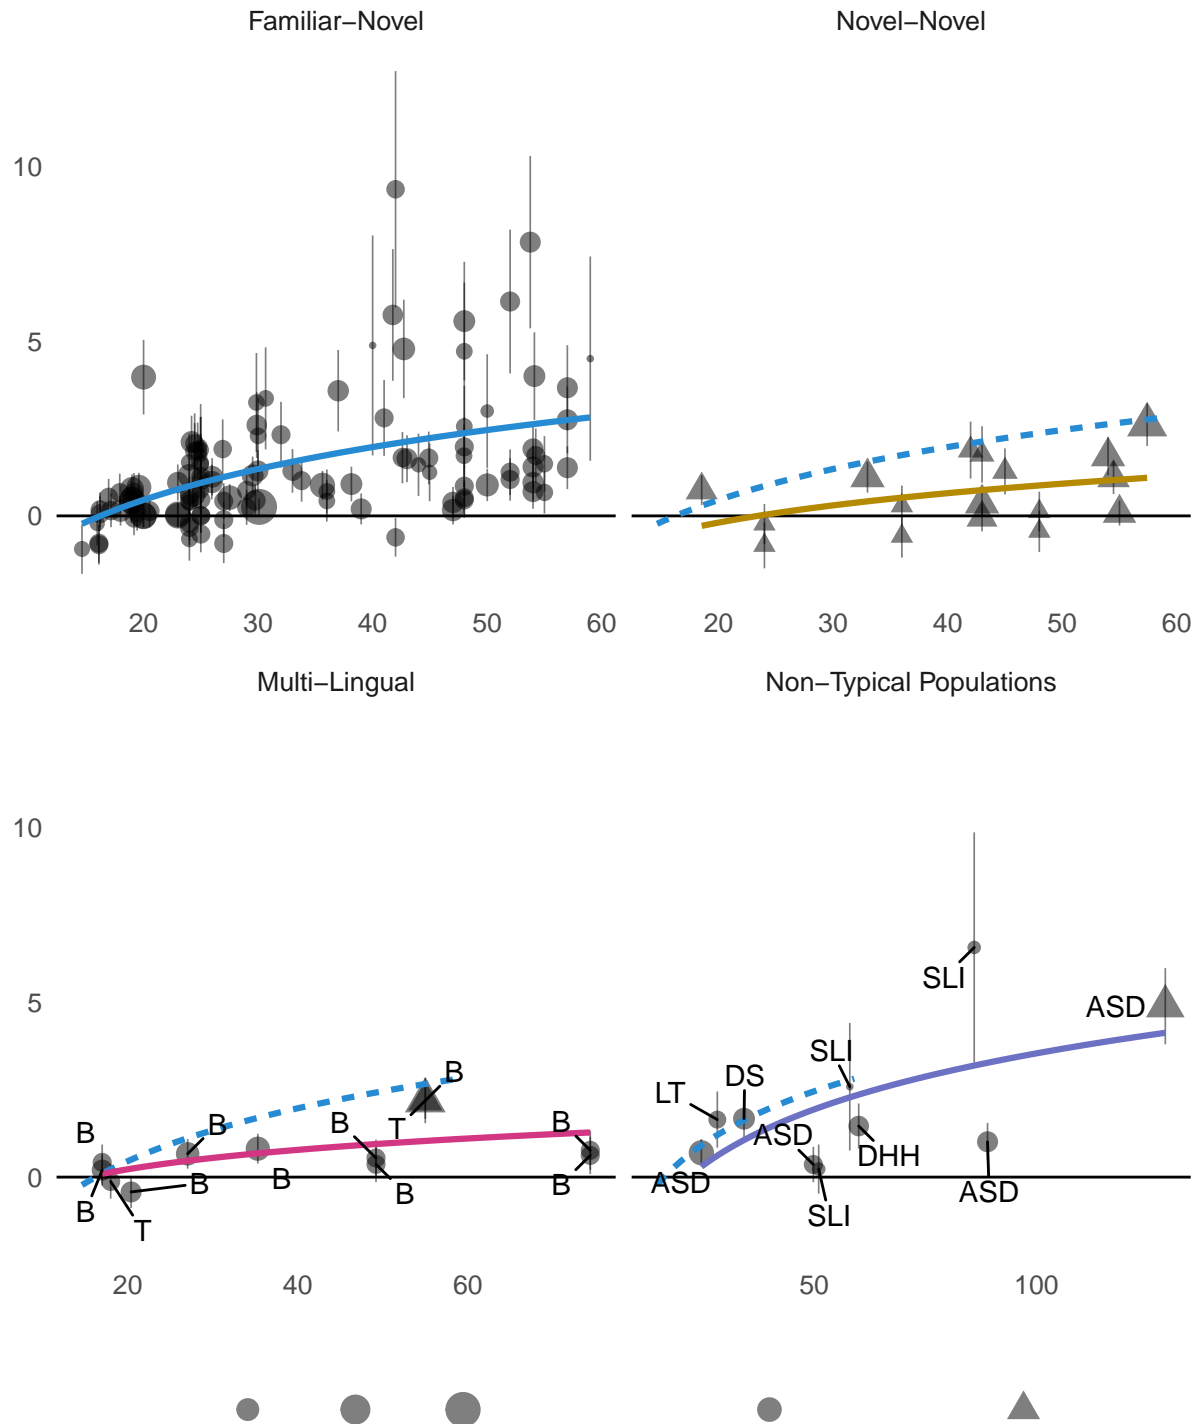 Familiar−Novel Novel−Novel
10
5
0
20 30 40 50 60 20 30 40 50 60
Multi−Lingual Non−Typical Populations
10
5
0
B
B
T
B
B
B
B
B
T
B
B
B
ASD
LT
DS
ASD
SLI
SLI
DHH
SLI
ASD
ASD
20 40 60 50 100